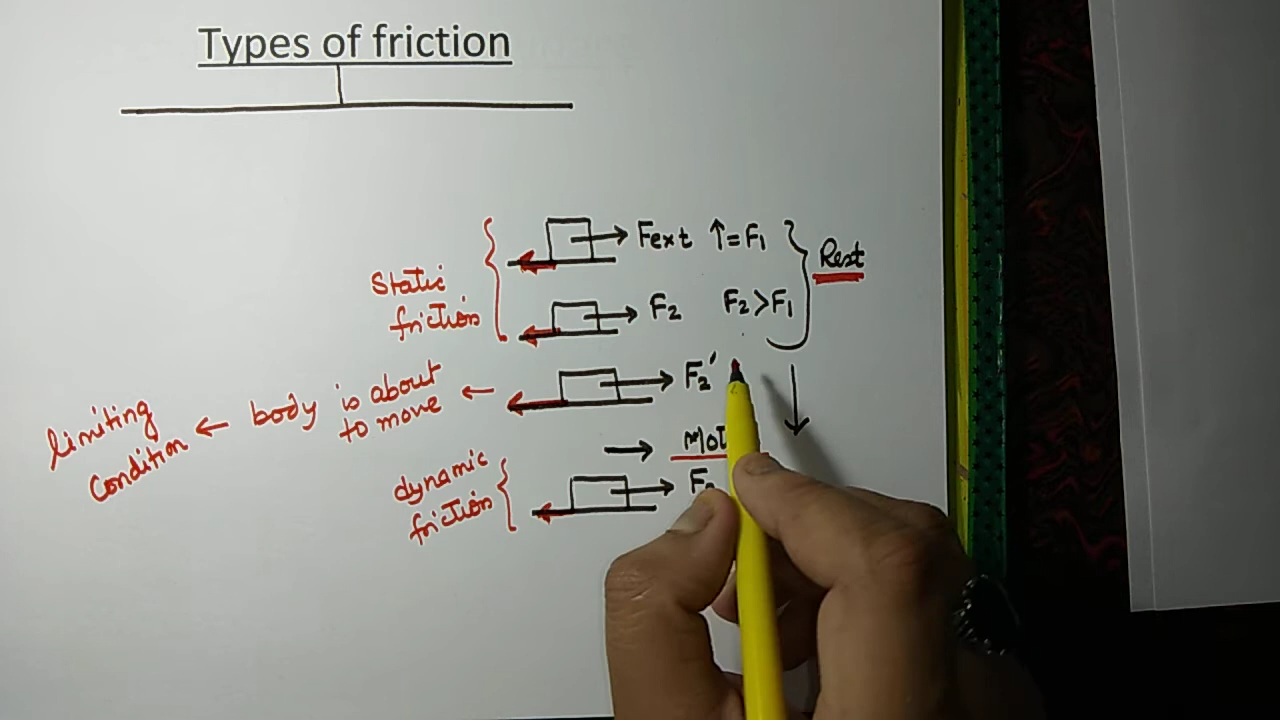 Types of friction
Fext ↑ = F1
Rest
Static
friction
F2 F2 > F1
F2'
body is about
to move
limiting
condition
dynamic
friction